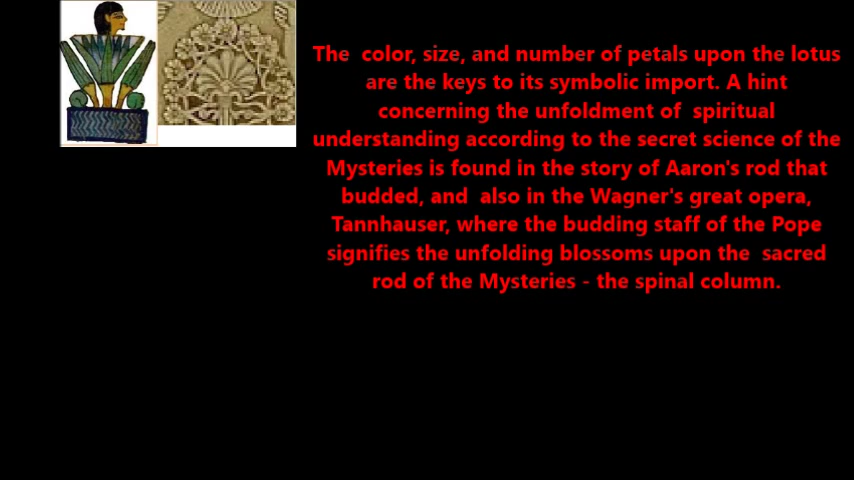 The color, size, and number of petals upon the lotus
are the keys to its symbolic import. A hint
concerning the unfoldment of spiritual
understanding according to the secret science of the
Mysteries is found in the story of Aaron's rod that
budded, and also in the Wagner's great opera,
Tannhauser, where the budding staff of the Pope
signifies the unfolding blossoms upon the sacred
rod of the Mysteries - the spinal column.